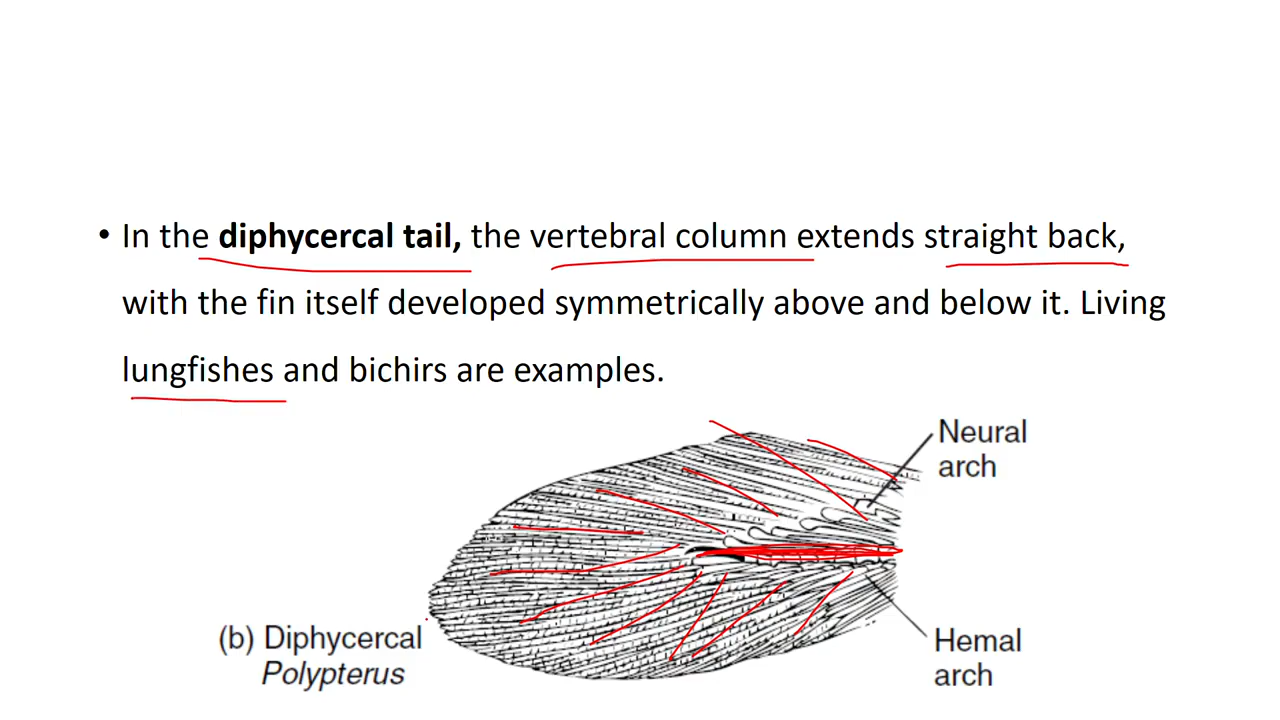 • In the diphycercal tail, the vertebral column extends straight back,
with the fin itself developed symmetrically above and below it. Living
lungfishes and bichirs are examples.
Neural
arch
(b) Diphycercal
Polypterus
Hemal
arch